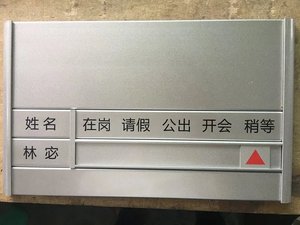 姓名 在岗 请假 公出 开会 稍等
林宓